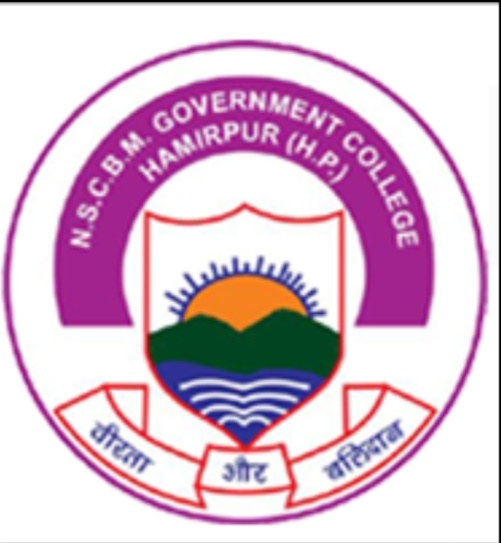 N.S.C.B.M. GOVERNMENT COLLEGE
HAMIRPUR (H.P.)
वीरता और बलिदान